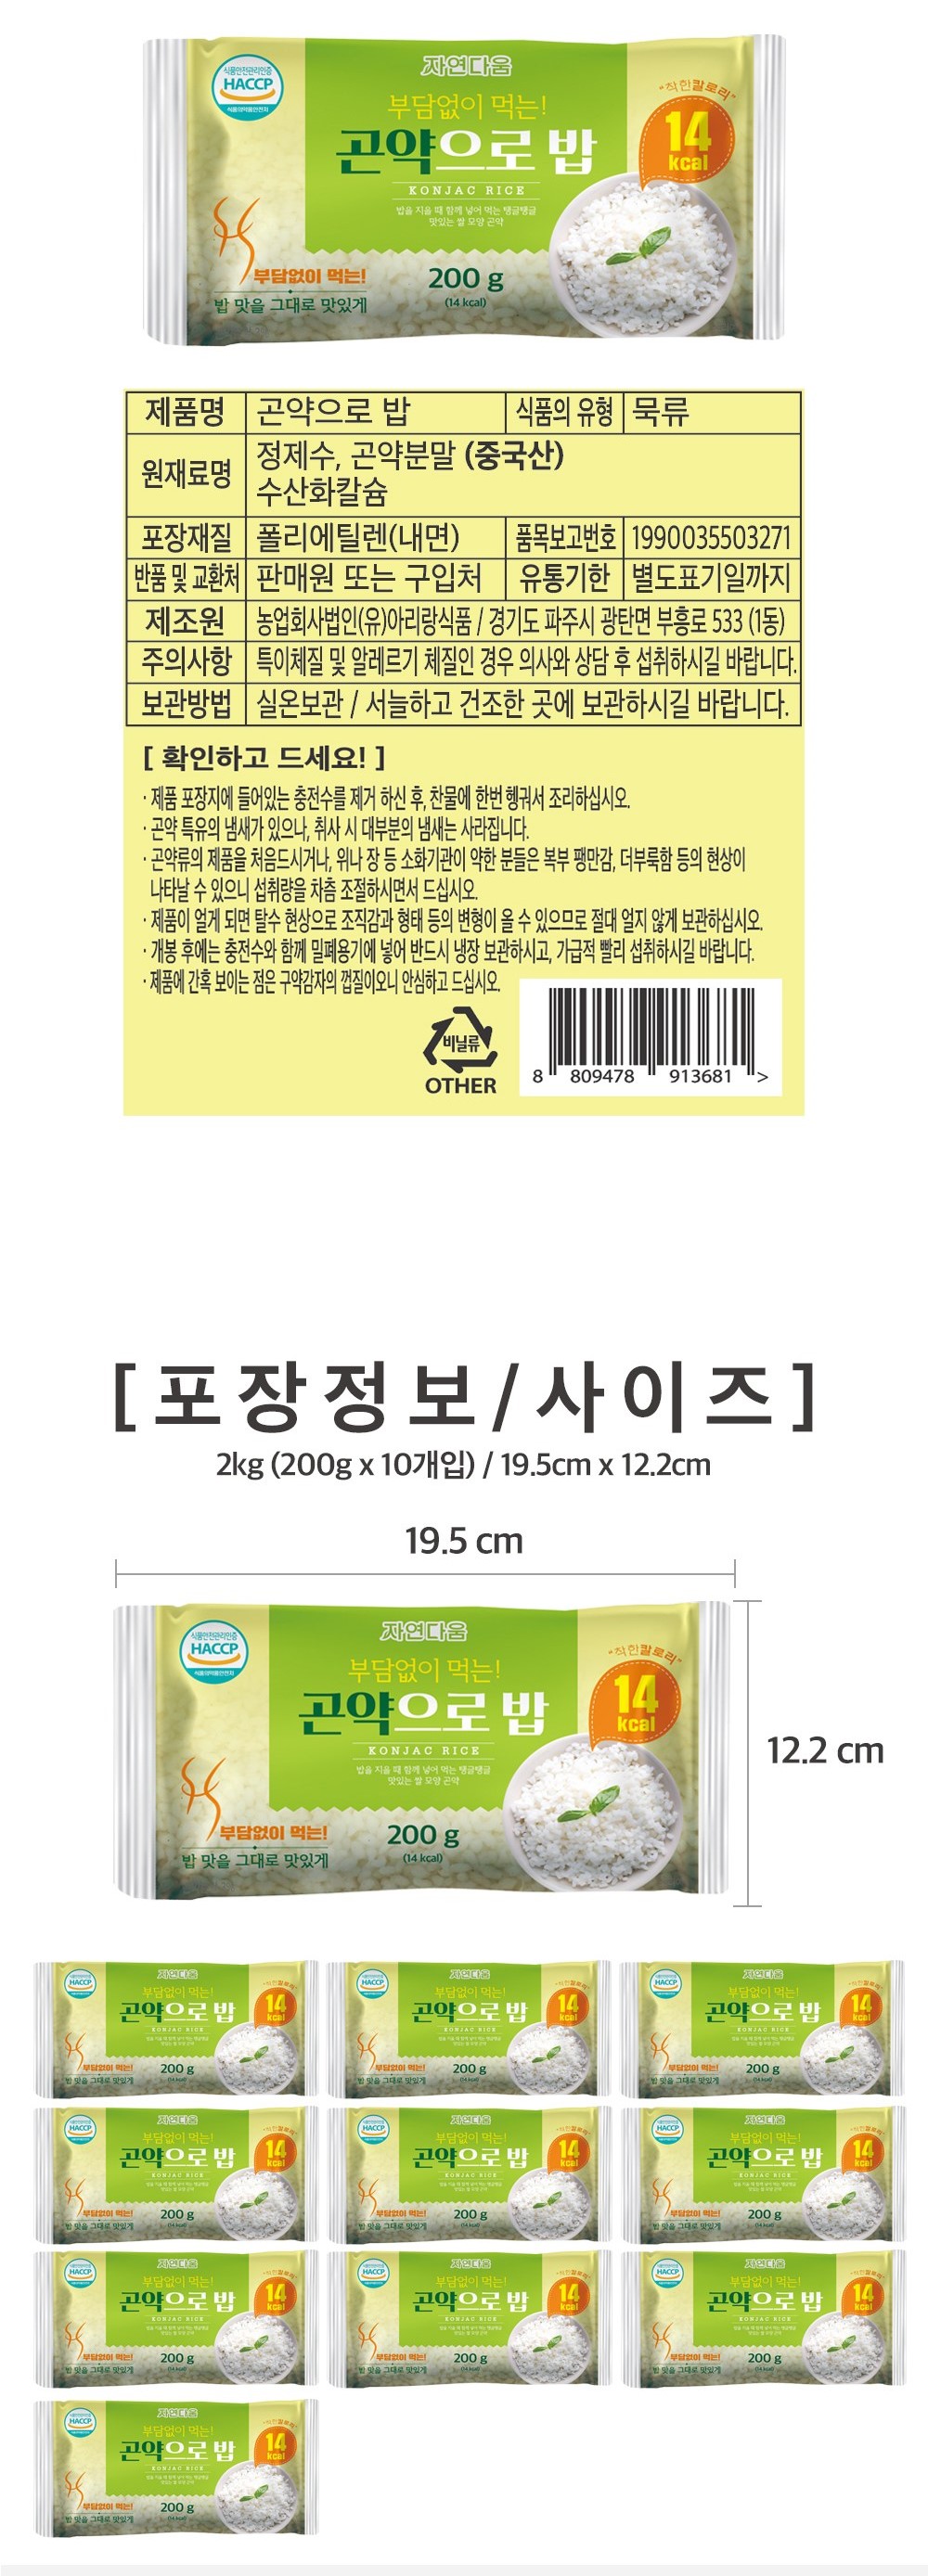 식품안전관리인증
HACCP
식품의약품안전처
자연다움
부담없이 먹는!
곤약으로 밥
KONJAC RICE
밥을 지을 때 함께 넣어 먹는 탱글탱글
맛있는 쌀 모양 곤약
"착한칼로리"
14
kcal
부담없이 먹는!
밥 맛을 그대로 맛있게
200 g
(14 kcal)
제품명 곤약으로 밥 식품의 유형 묵류
원재료명 정제수, 곤약분말 (중국산)
수산화칼슘
포장재질 폴리에틸렌(내면) 품목보고번호 1990035503271
반품 및 교환처 판매원 또는 구입처 유통기한 별도표기일까지
제조원 농업회사법인(유)아리랑식품 / 경기도 파주시 광탄면 부흥로 533 (1동)
주의사항 특이체질 및 알레르기 체질인 경우 의사와 상담 후 섭취하시길 바랍니다.
보관방법 실온보관 / 서늘하고 건조한 곳에 보관하시길 바랍니다.
[ 확인하고 드세요! ]
· 제품 포장지에 들어있는 충전수를 제거 하신 후, 찬물에 한번 헹궈서 조리하십시오.
· 곤약 특유의 냄새가 있으나, 취사 시 대부분의 냄새는 사라집니다.
· 곤약류의 제품을 처음드시거나, 위나 장 등 소화기관이 약한 분들은 복부 팽만감, 더부룩함 등의 현상이
나타날 수 있으니 섭취량을 차츰 조절하시면서 드십시오.
· 제품이 얼게 되면 탈수 현상으로 조직감과 형태 등의 변형이 올 수 있으므로 절대 얼지 않게 보관하십시오.
· 개봉 후에는 충전수와 함께 밀폐용기에 넣어 반드시 냉장 보관하시고, 가급적 빨리 섭취하시길 바랍니다.
· 제품에 간혹 보이는 점은 구약감자의 껍질이오니 안심하고 드십시오.
비닐류
OTHER
8 809478 913681 >
[ 포장정보/사이즈 ]
2kg (200g x 10개입) / 19.5cm x 12.2cm
19.5 cm
식품안전관리인증
HACCP
식품의약품안전처
자연다움
부담없이 먹는!
곤약으로 밥
KONJAC RICE
밥을 지을 때 함께 넣어 먹는 탱글탱글
맛있는 쌀 모양 곤약
"착한칼로리"
14
kcal
12.2 cm
부담없이 먹는!
밥 맛을 그대로 맛있게
200 g
(14 kcal)